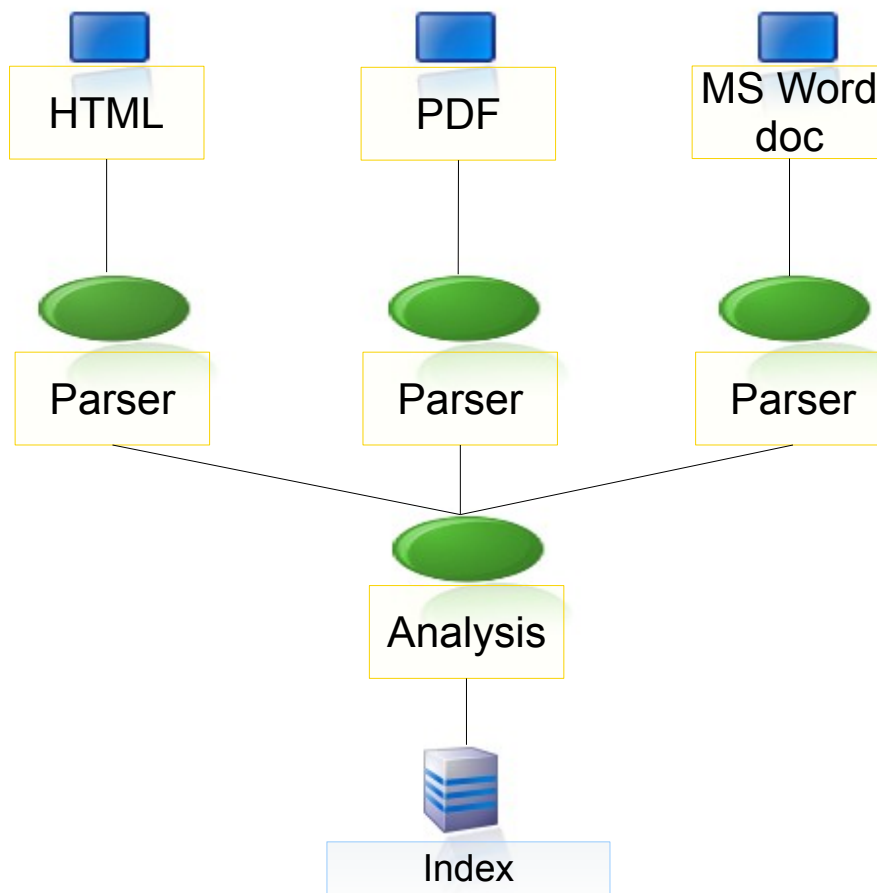 HTML
PDF
MS Word
doc
Parser
Parser
Parser
Analysis
Index